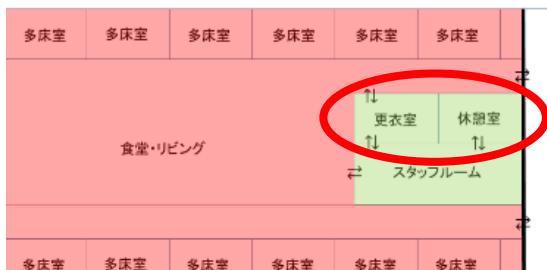 多床室 多床室 多床室 多床室 多床室 多床室
⇄
⇅
更衣室 休憩室
食堂・リビング
⇅ ⇅
⇄ スタッフルーム
⇄
多床室 多床室 多床室 多床室 多床室 多床室